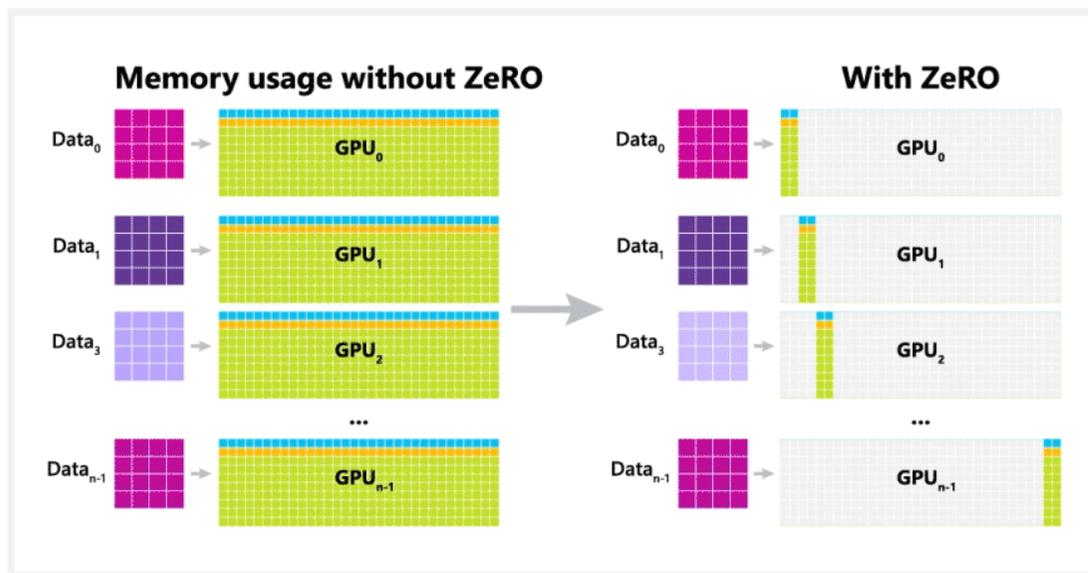 Memory usage without ZeRO
With ZeRO
Data₀
GPU₀
Data₀
GPU₀
Data₁
GPU₁
Data₁
GPU₁
Data₃
GPU₂
Data₃
GPU₂
...
...
Dataₙ₋₁
GPUₙ₋₁
Dataₙ₋₁
GPUₙ₋₁